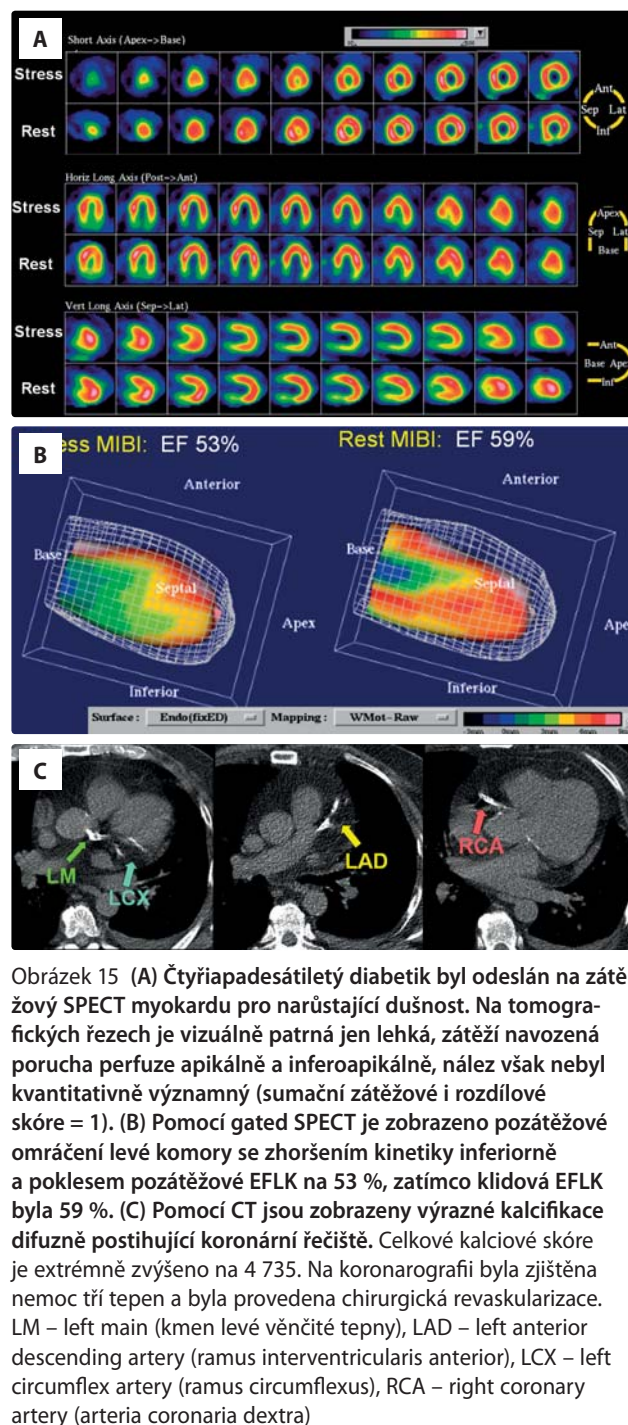 A
Short Axis (Apex->Base)
Stress
Rest
Ant
Sep Lat
Inf
Horiz Long Axis (Post->Ant)
Stress
Rest
Apex
Sep Lat
Base
Vert Long Axis (Sep->Lat)
Stress
Rest
Ant
Base Apex
Inf
B
ess MIBI: EF 53%
Rest MIBI: EF 59%
Anterior
Anterior
Base
Septal
Apex
Inferior
Base
Septal
Ape
Inferior
Surface : Endo(fixED) Mapping : WMot-Raw
-3mm 0mm 3mm 6mm 9m
C
LM
LCX
LAD
RCA
Obrázek 15 (A) Čtyřiapadesátiletý diabetik byl odeslán na zátě
žový SPECT myokardu pro narůstající dušnost. Na tomogra-
fických řezech je vizuálně patrná jen lehká, zátěží navozená
porucha perfuze apikálně a inferoapikálně, nález však nebyl
kvantitativně významný (sumační zátěžové i rozdílové
skóre = 1). (B) Pomocí gated SPECT je zobrazeno pozátěžové
omráčení levé komory se zhoršením kinetiky inferiorně
a poklesem pozátěžové EFLK na 53 %, zatímco klidová EFLK
byla 59 %. (C) Pomocí CT jsou zobrazeny výrazné kalcifikace
difuzně postihující koronární řečiště. Celkové kalciové skóre
je extrémně zvýšeno na 4 735. Na koronarografii byla zjištěna
nemoc tří tepen a byla provedena chirurgická revaskularizace.
LM – left main (kmen levé věnčité tepny), LAD – left anterior
descending artery (ramus interventricularis anterior), LCX – left
circumflex artery (ramus circumflexus), RCA – right coronary
artery (arteria coronaria dextra)